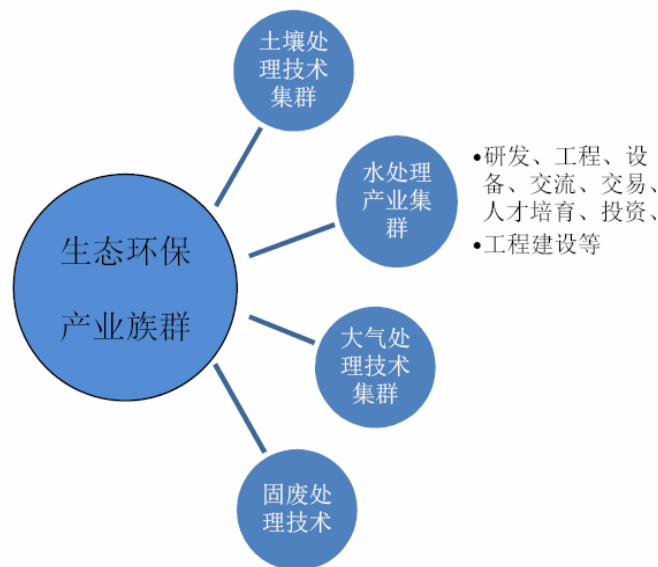 土壤处
理技术
集群
水处理
产业集
群
•研发、工程、设
备、交流、交易、
人才培育、投资、
•工程建设等
生态环保
产业族群
大气处
理技术
集群
固废处
理技术